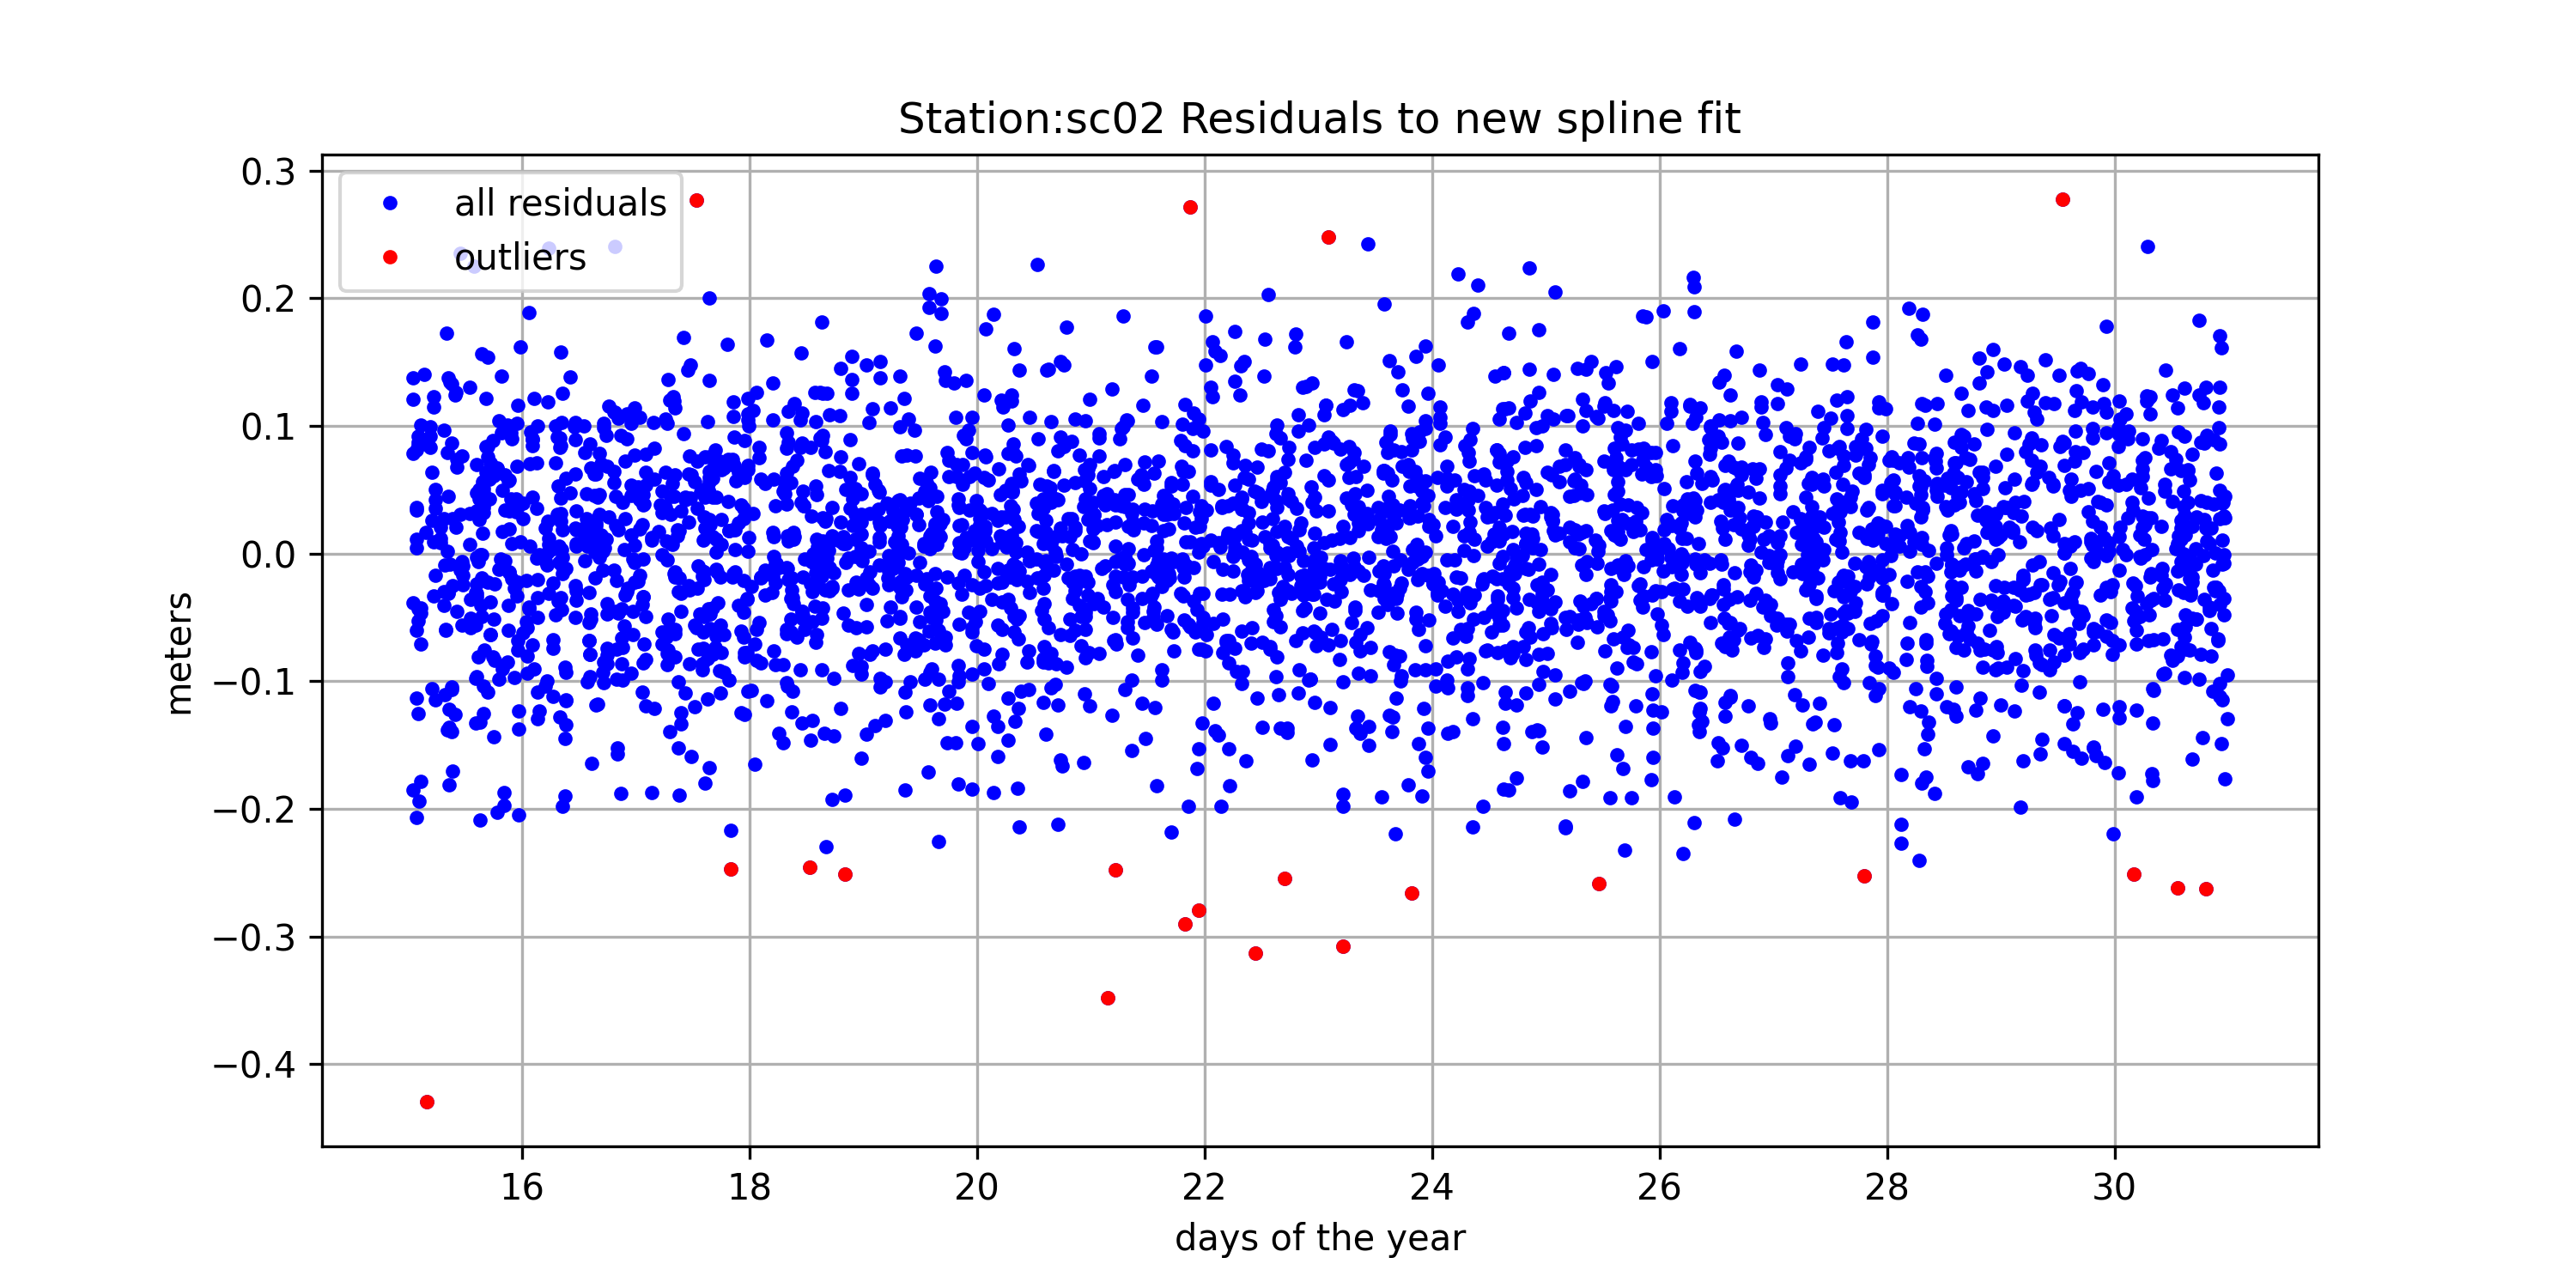 Station:sc02 Residuals to new spline fit
0.3
0.2
0.1
0.0
−0.1
−0.2
−0.3
−0.4
meters
all residuals
outliers
16 18 20 22 24 26 28 30
days of the year